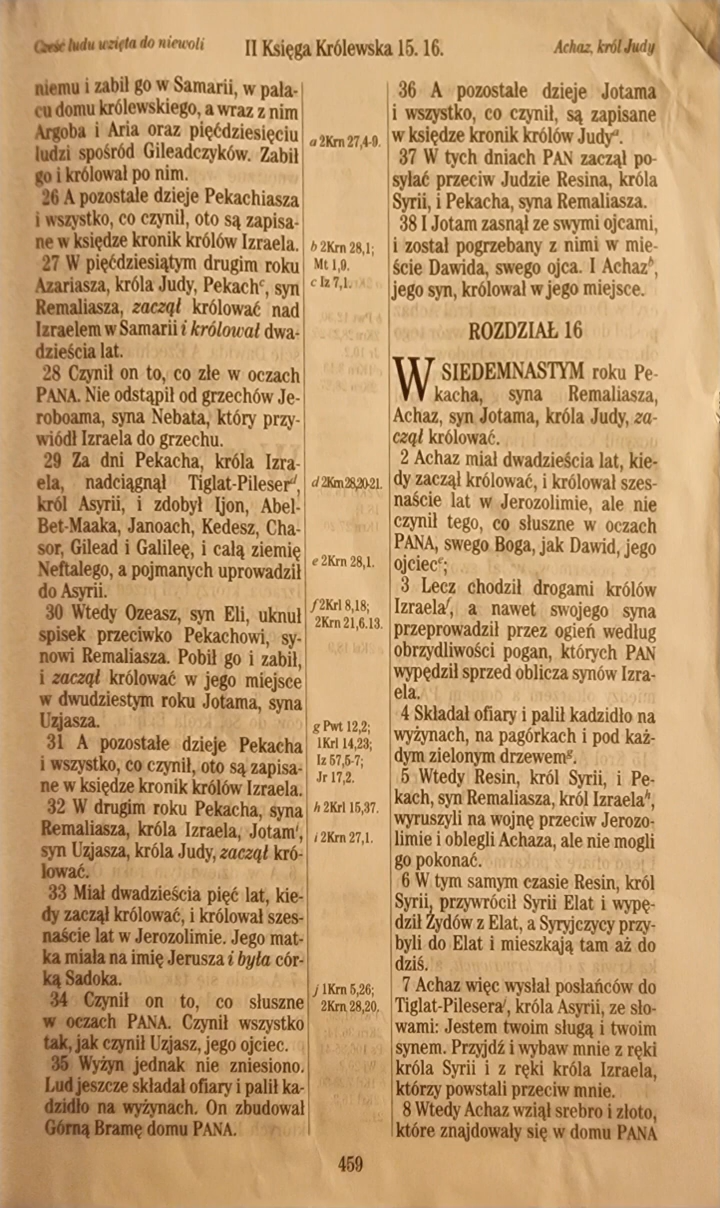 Część ludu wzięta do niewoli
II Księga Królewska 15. 16.
Achaz, król Judy
niemu i zabił go w Samarii, w pała-
cu domu królewskiego, a wraz z nim
Argoba i Aria oraz pięćdziesięciu
ludzi spośród Gileadczyków. Zabił
go i królował po nim.
26 A pozostałe dzieje Pekachiasza
i wszystko, co czynił, oto są zapisa-
ne w księdze kronik królów Izraela.
27 W pięćdziesiątym drugim roku
Azariasza, króla Judy, Pekachᶜ, syn
Remaliasza, zaczął królować nad
Izraelem w Samarii i królował dwa-
dzieścia lat.
28 Czynił on to, co złe w oczach
PANA. Nie odstąpił od grzechów Je-
roboama, syna Nebata, który przy-
wiódł Izraela do grzechu.
29 Za dni Pekacha, króla Izra-
ela, nadciągnął Tiglat-Pileserᵈ,
król Asyrii, i zdobył Ijon, Abel-
Bet-Maaka, Janoach, Kedesz, Cha-
sor, Gilead i Galileę, i całą ziemię
Neftalego, a pojmanych uprowadził
do Asyrii.
30 Wtedy Ozeasz, syn Eli, uknuł
spisek przeciwko Pekachowi, sy-
nowi Remaliasza. Pobił go i zabił,
i zaczął królować w jego miejsce
w dwudziestym roku Jotama, syna
Uzjasza.
31 A pozostałe dzieje Pekacha
i wszystko, co czynił, oto są zapisa-
ne w księdze kronik królów Izraela.
32 W drugim roku Pekacha, syna
Remaliasza, króla Izraela, Jotamⁱ,
syn Uzjasza, króla Judy, zaczął kró-
lować.
33 Miał dwadzieścia pięć lat, kie-
dy zaczął królować, i królował szes-
naście lat w Jerozolimie. Jego mat-
ka miała na imię Jerusza i była cór-
ką Sadoka.
34 Czynił on to, co słuszne
w oczach PANA. Czynił wszystko
tak, jak czynił Uzjasz, jego ojciec.
35 Wyżyn jednak nie zniesiono.
Lud jeszcze składał ofiary i palił ka-
dzidło na wyżynach. On zbudował
Górną Bramę domu PANA.
a 2Krn 27,4-9.
b 2Krn 28,1;
Mt 1,9.
c Iz 7,1.
d 2Krn 28,20-21.
e 2Krn 28,1.
f 2Krl 8,18;
2Krn 21,6.13.
g Pwt 12,2;
1Krl 14,23;
Iz 57,5-7;
Jr 17,2.
h 2Krl 15,37.
i 2Krn 27,1.
j 1Krn 5,26;
2Krn 28,20.
36 A pozostałe dzieje Jotama
i wszystko, co czynił, są zapisane
w księdze kronik królów Judyᵃ.
37 W tych dniach PAN zaczął po-
syłać przeciw Judzie Resina, króla
Syrii, i Pekacha, syna Remaliasza.
38 I Jotam zasnął ze swymi ojcami,
i został pogrzebany z nimi w mie-
ście Dawida, swego ojca. I Achazᵇ,
jego syn, królował w jego miejsce.
ROZDZIAŁ 16
W SIEDEMNASTYM roku Pe-
kacha, syna Remaliasza,
Achaz, syn Jotama, króla Judy, za-
czął królować.
2 Achaz miał dwadzieścia lat, kie-
dy zaczął królować, i królował szes-
naście lat w Jerozolimie, ale nie
czynił tego, co słuszne w oczach
PANA, swego Boga, jak Dawid, jego
ojciecᵉ;
3 Lecz chodził drogami królów
Izraelaᶠ, a nawet swojego syna
przeprowadził przez ogień według
obrzydliwości pogan, których PAN
wypędził sprzed oblicza synów Izra-
ela.
4 Składał ofiary i palił kadzidło na
wyżynach, na pagórkach i pod każ-
dym zielonym drzewemᵍ.
5 Wtedy Resin, król Syrii, i Pe-
kach, syn Remaliasza, król Izraelaʰ,
wyruszyli na wojnę przeciw Jerozo-
limie i oblegli Achaza, ale nie mogli
go pokonać.
6 W tym samym czasie Resin, król
Syrii, przywrócił Syrii Elat i wypę-
dził Żydów z Elat, a Syryjczycy przy-
byli do Elat i mieszkają tam aż do
dziś.
7 Achaz więc wysłał posłańców do
Tiglat-Pileseraʲ, króla Asyrii, ze sło-
wami: Jestem twoim sługą i twoim
synem. Przyjdź i wybaw mnie z ręki
króla Syrii i z ręki króla Izraela,
którzy powstali przeciw mnie.
8 Wtedy Achaz wziął srebro i złoto,
które znajdowały się w domu PANA
459